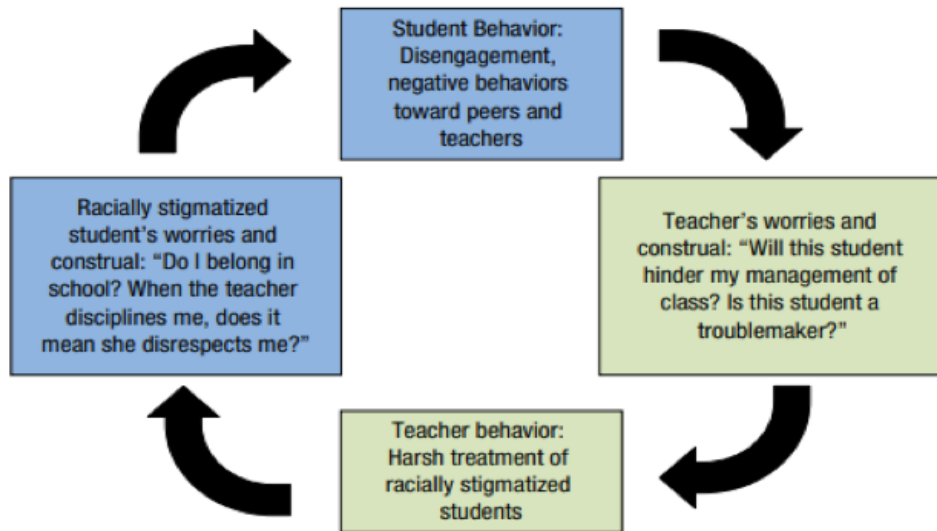 Student Behavior:
Disengagement,
negative behaviors
toward peers and
teachers
Racially stigmatized
student’s worries and
construal: “Do I belong in
school? When the teacher
disciplines me, does it
mean she disrespects me?”
Teacher’s worries and
construal: “Will this student
hinder my management of
class? Is this student a
troublemaker?”
Teacher behavior:
Harsh treatment of
racially stigmatized
students